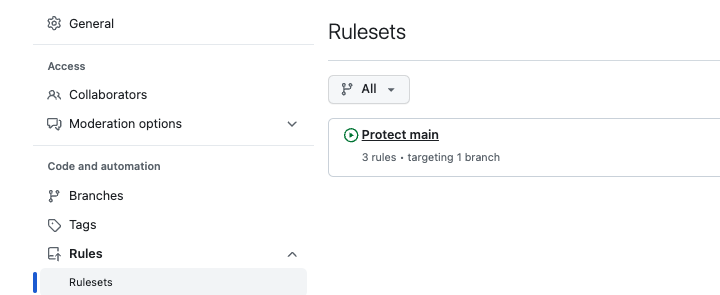 General
Access
Collaborators
Moderation options
Code and automation
Branches
Tags
Rules
Rulesets
Rulesets
All
Protect main
3 rules • targeting 1 branch